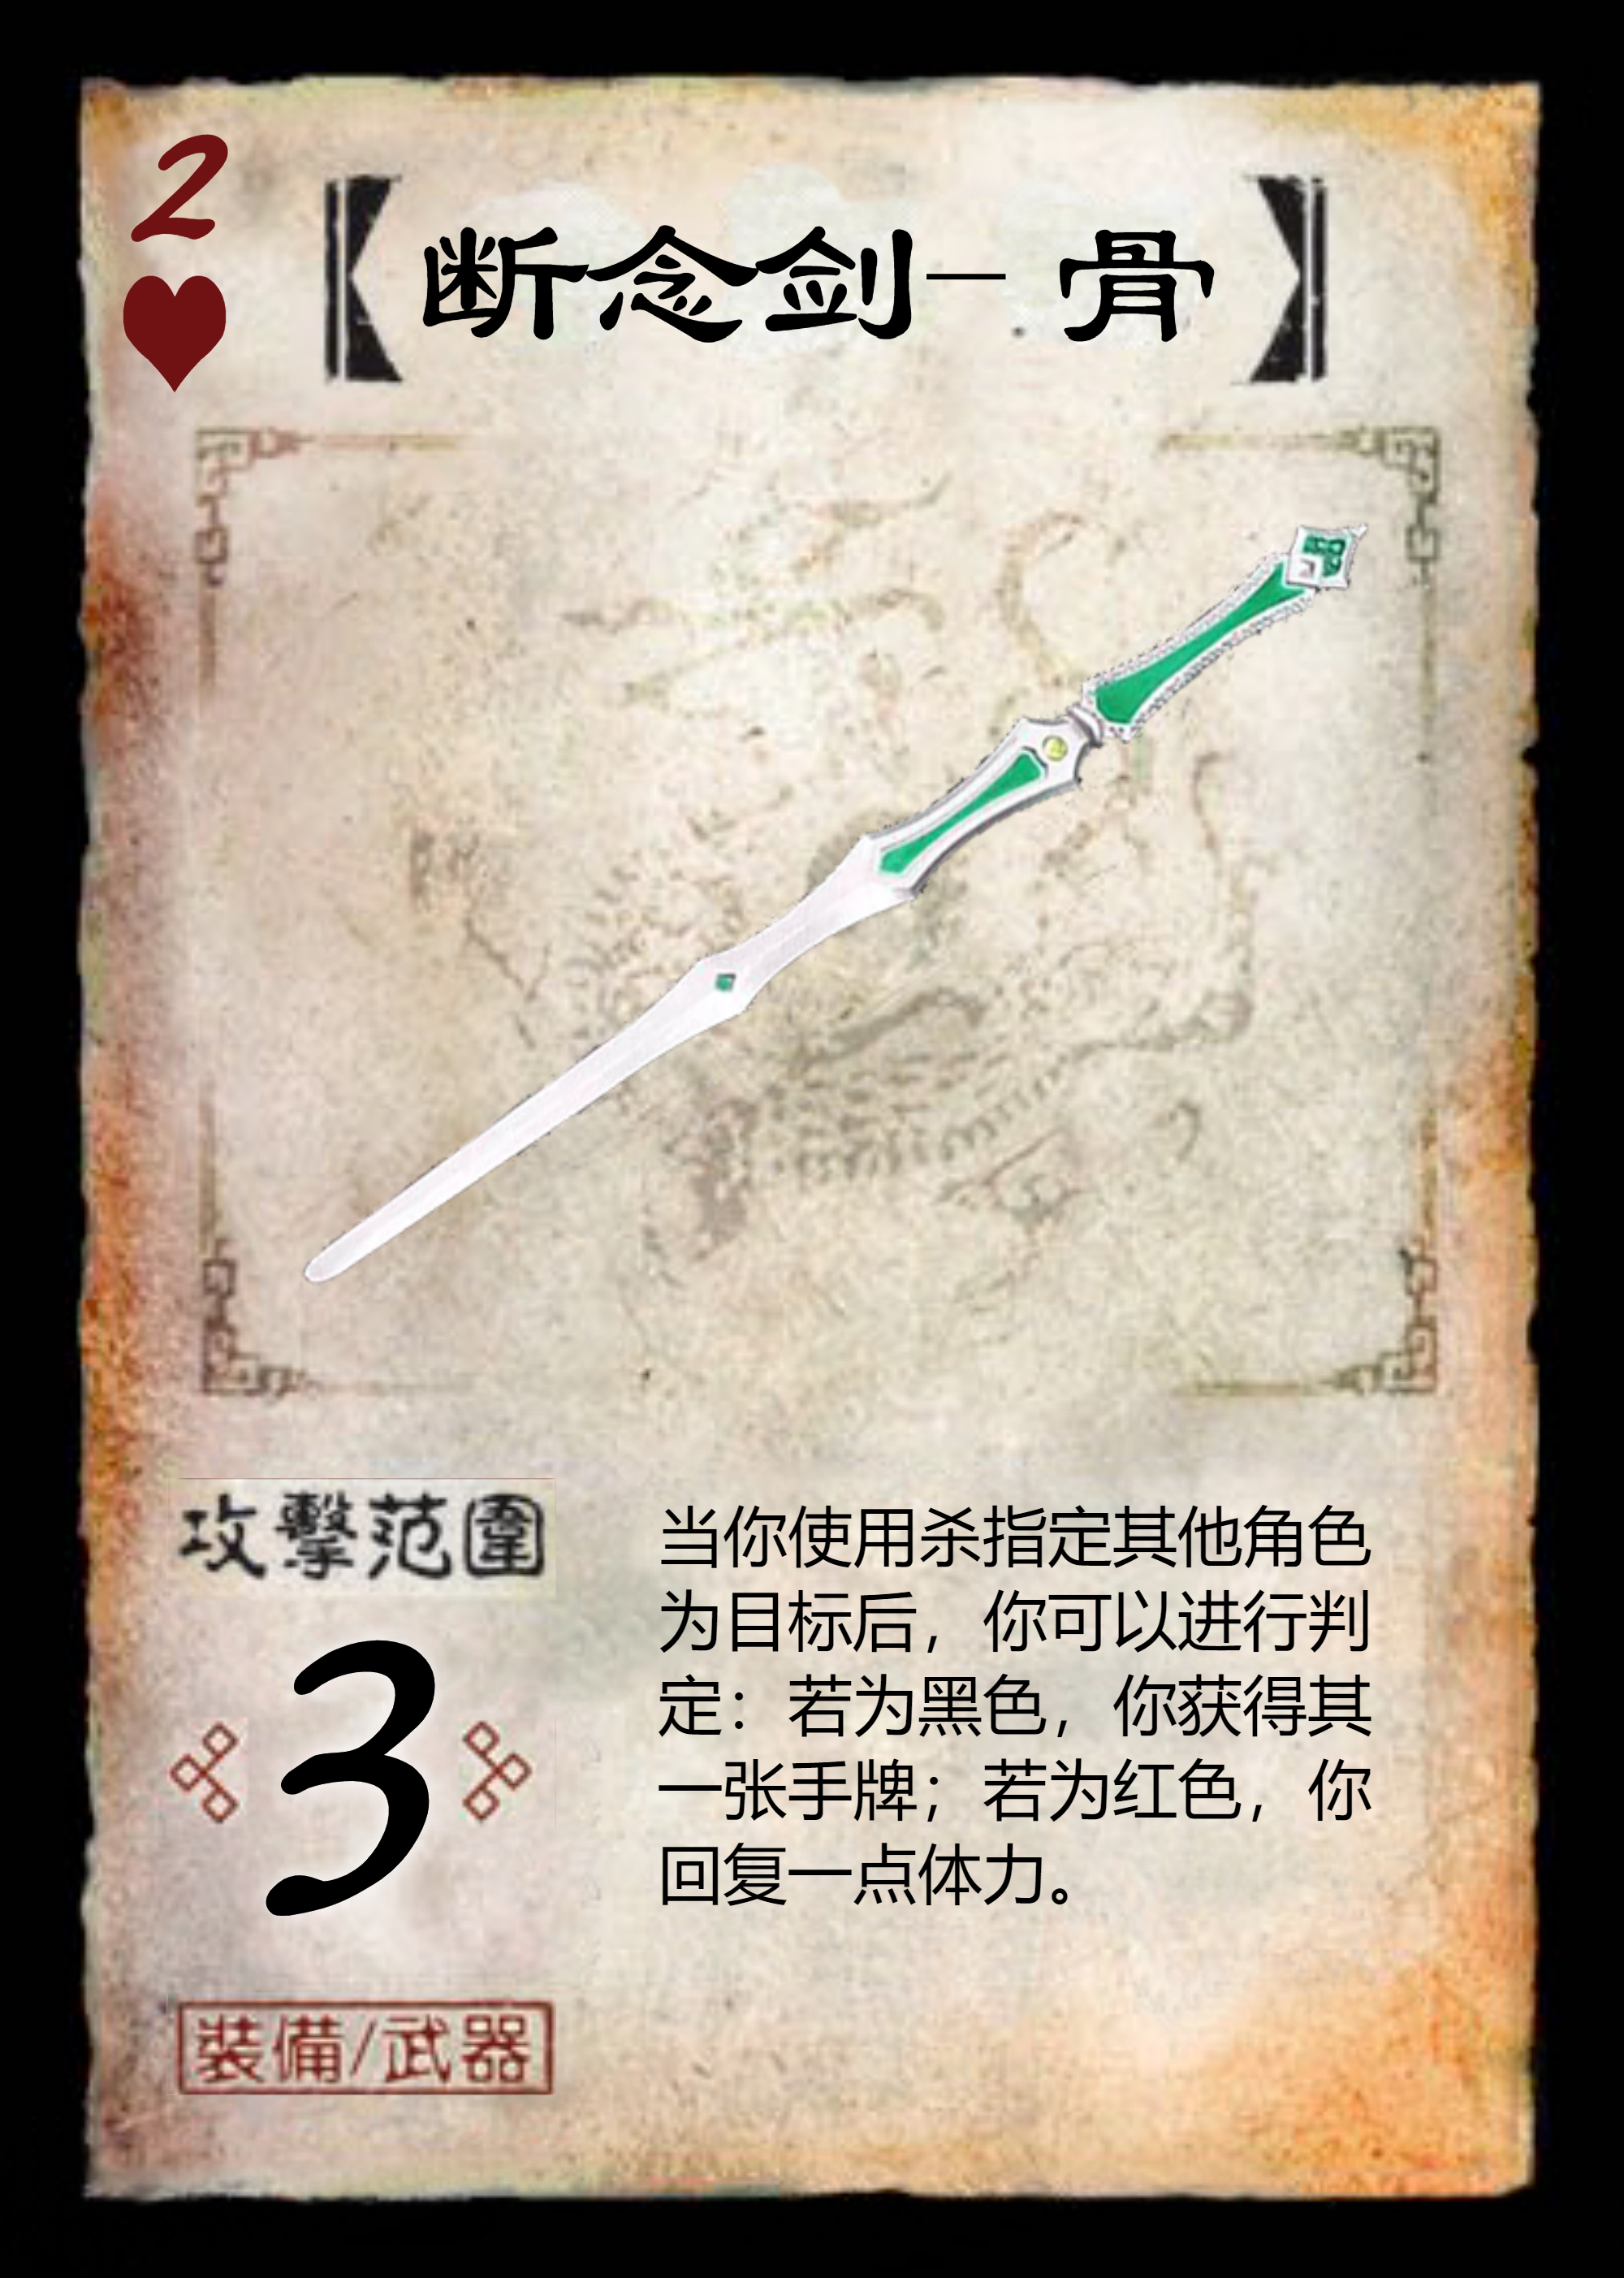 2
【断念剑— 骨】
攻擊范圍
3
当你使用杀指定其他角色
为目标后，你可以进行判
定：若为黑色，你获得其
一张手牌；若为红色，你
回复一点体力。
裝備/武器